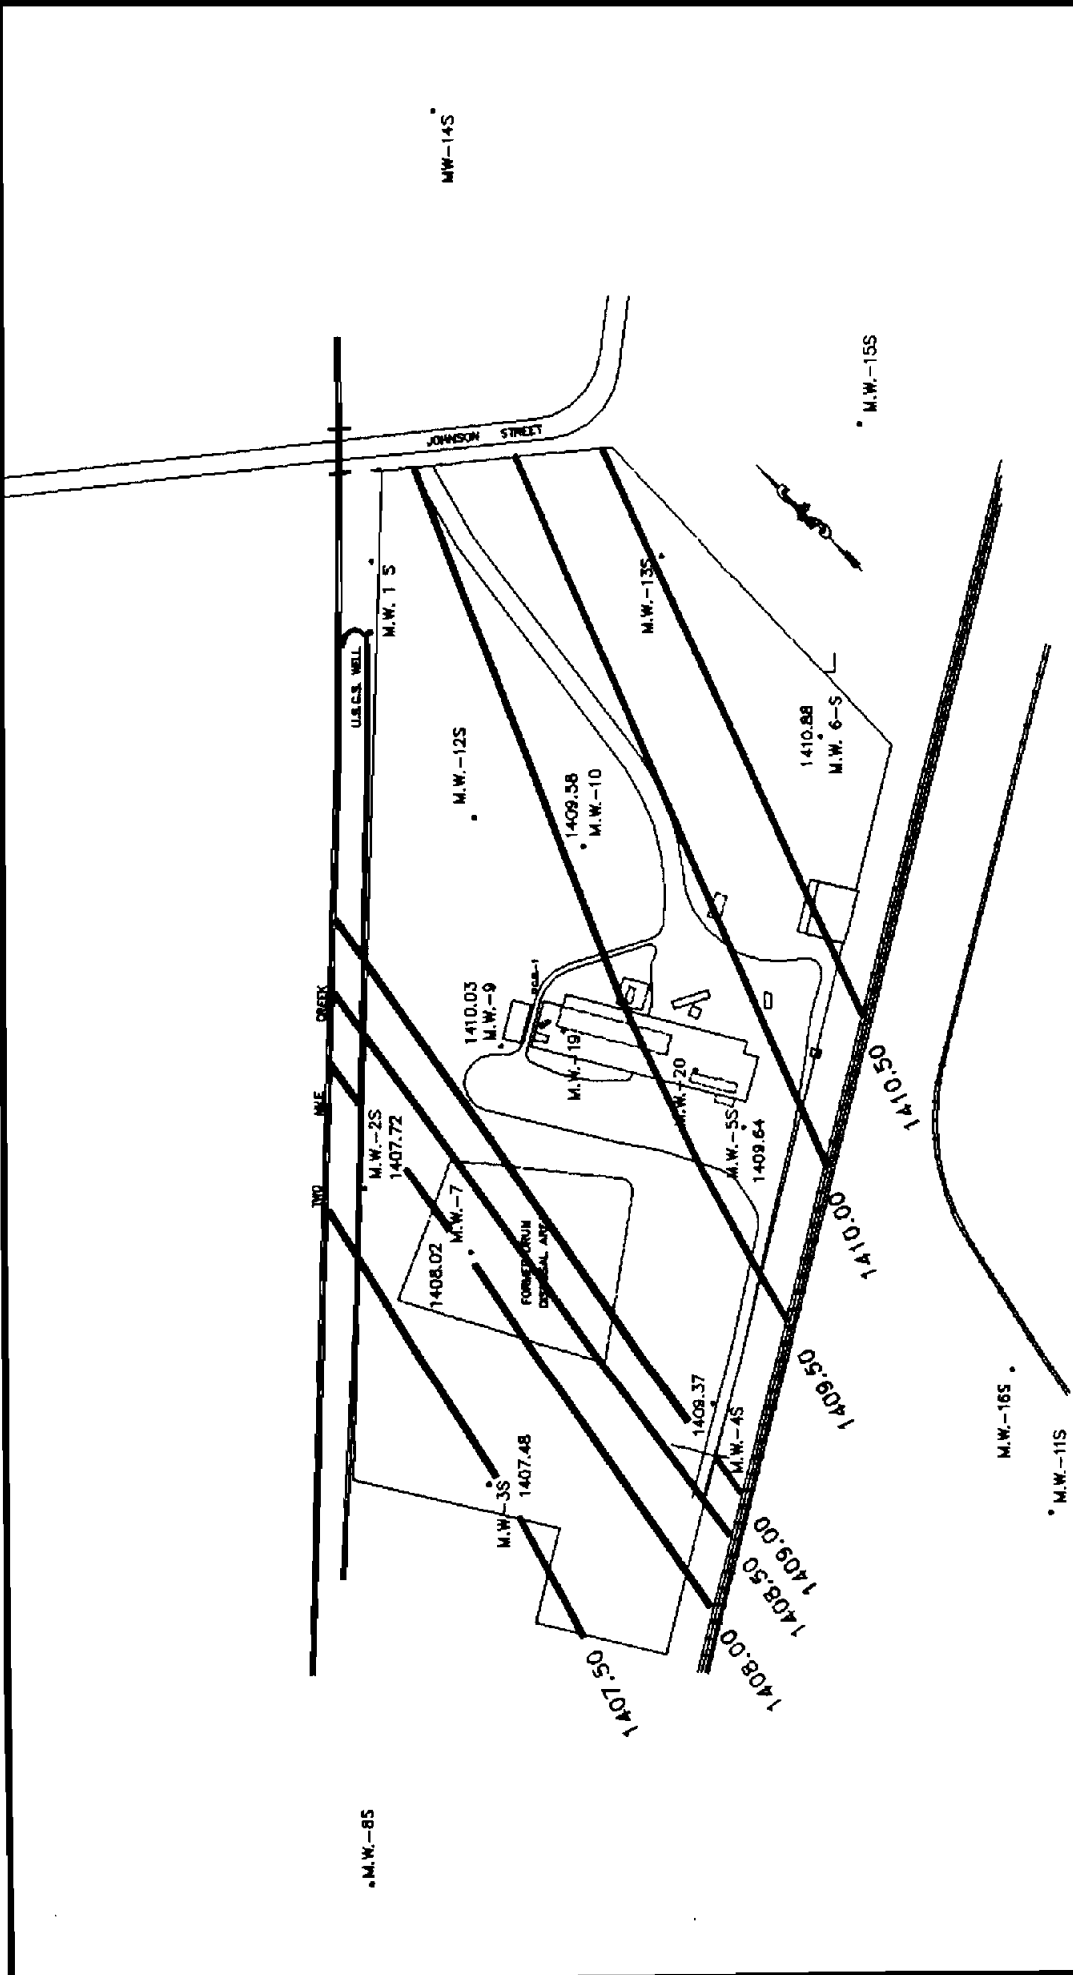 MW-14S
M.W.-15S
JOHNSON STREET
M.W. 1 S
U.S.G.S. WELL
M.W.-13S
M.W.-12S
1410.88
M.W. 6-S
1409.58
M.W.-10
1410.03
M.W.-9
M.W.-19
M.W.-20
M.W.-5S
1409.64
TWO MILE CREEK
M.W.-2S
1407.72
M.W.-7
1408.02
FORMER DRUM
DISPOSAL AREA
1409.37
M.W.-4S
M.W.-3S
1407.48
1410.50
1410.00
1409.50
1409.00
1408.50
1408.00
1407.50
M.W.-16S
M.W.-11S
M.W.-8S